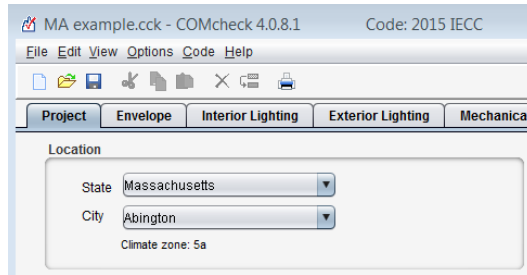 MA example.cck - COMcheck 4.0.8.1 Code: 2015 IECC
File Edit View Options Code Help
Project Envelope Interior Lighting Exterior Lighting Mechanica
Location
State Massachusetts
City Abington
Climate zone: 5a